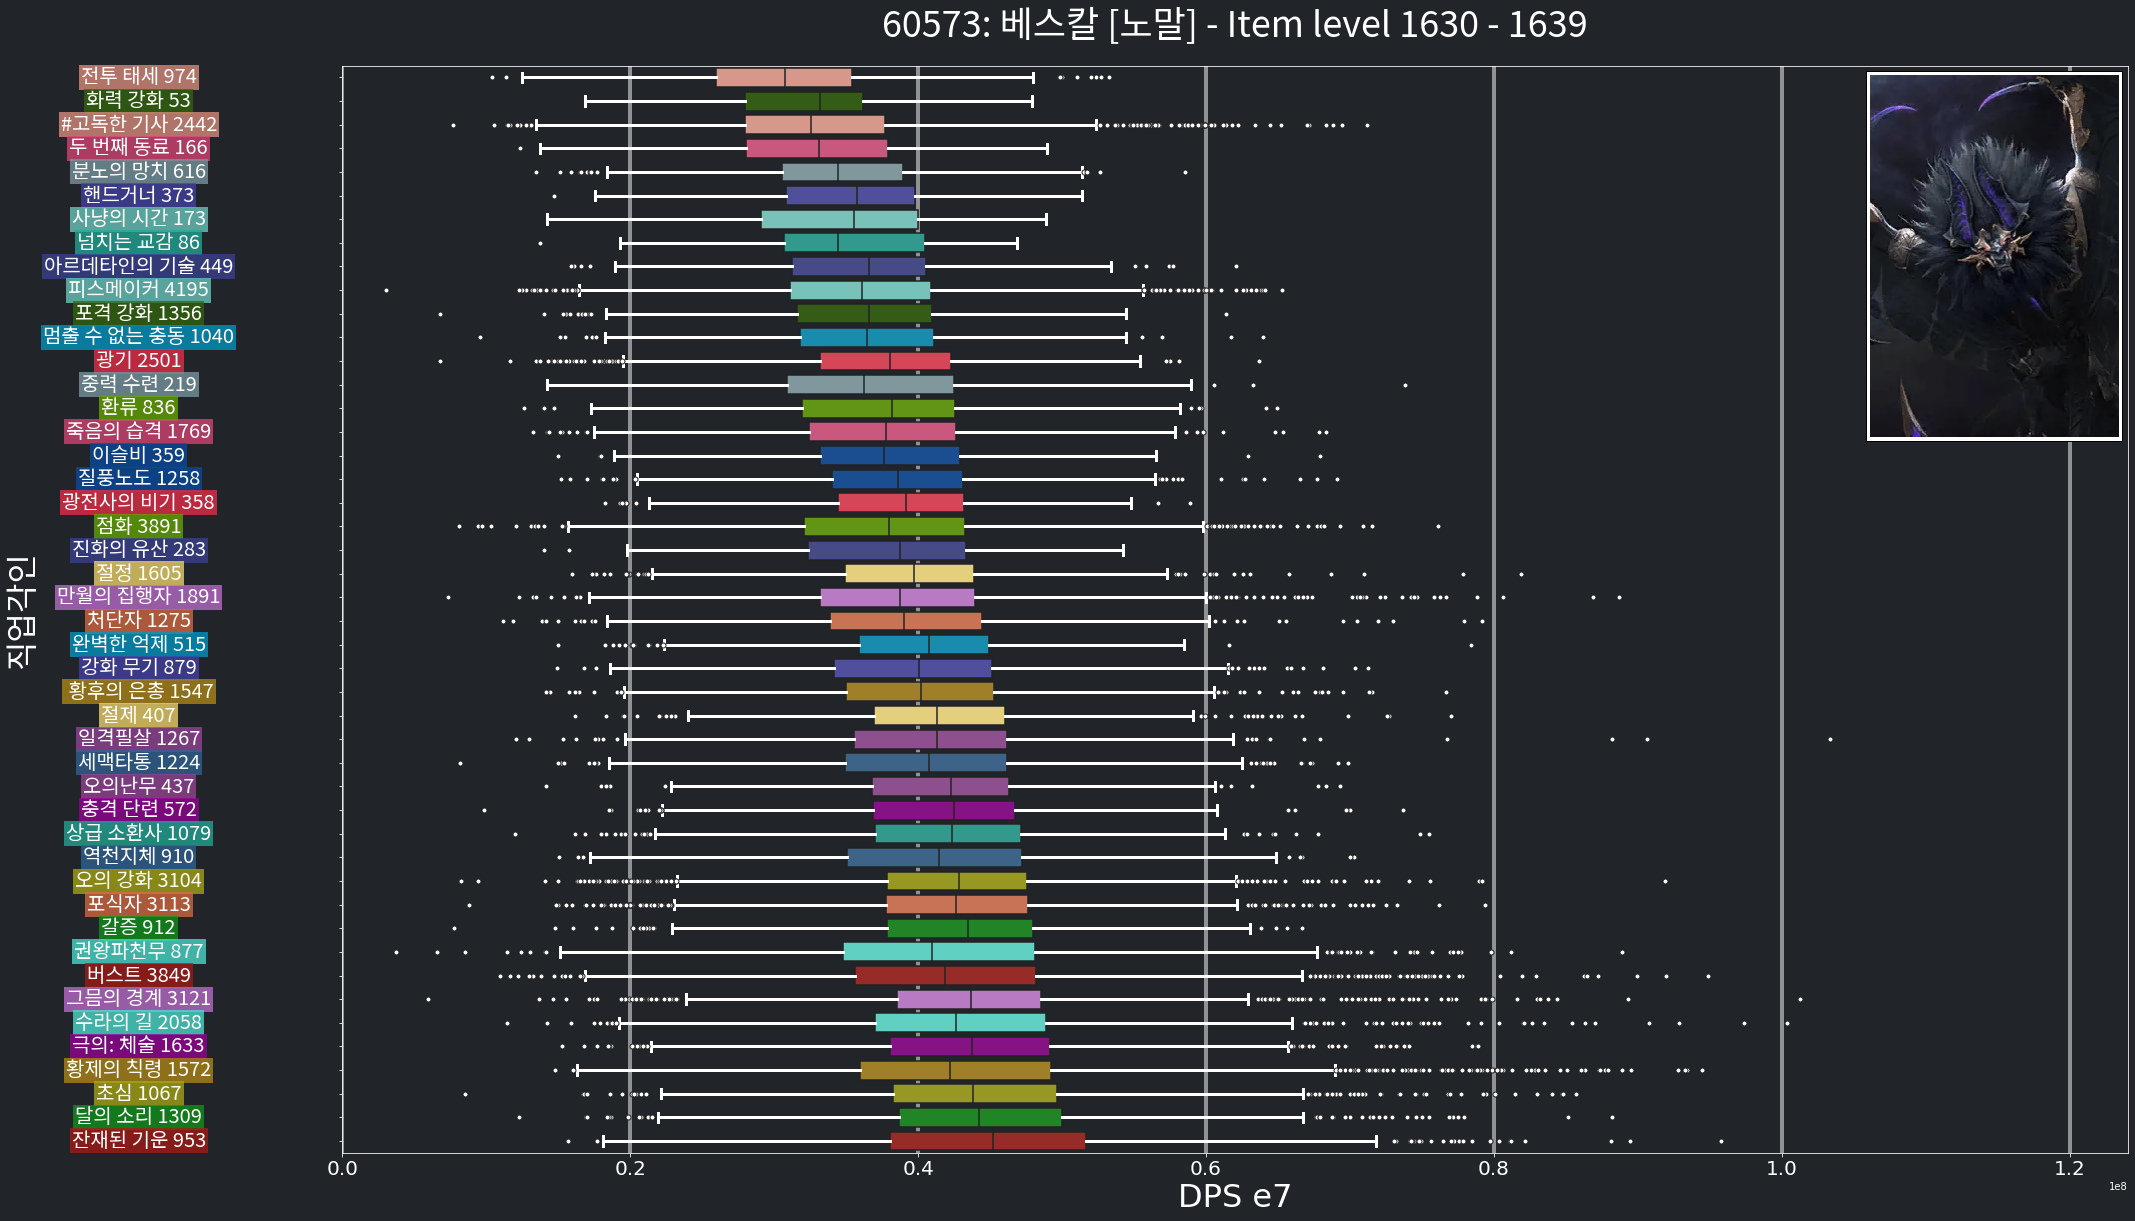 60573: 베스칼 [노말] - Item level 1630 - 1639
전투 태세 974
화력 강화 53
#고독한 기사 2442
두 번째 동료 166
분노의 망치 616
핸드거너 373
사냥의 시간 173
넘치는 교감 86
아르데타인의 기술 449
피스메이커 4195
포격 강화 1356
멈출 수 없는 충동 1040
광기 2501
중력 수련 219
환류 836
죽음의 습격 1769
이슬비 359
질풍노도 1258
광전사의 비기 358
점화 3891
진화의 유산 283
절정 1605
만월의 집행자 1891
처단자 1275
완벽한 억제 515
강화 무기 879
황후의 은총 1547
절제 407
일격필살 1267
세맥타통 1224
오의난무 437
충격 단련 572
상급 소환사 1079
역천지체 910
오의 강화 3104
포식자 3113
갈증 912
권왕파천무 877
버스트 3849
그믐의 경계 3121
수라의 길 2058
극의: 체술 1633
황제의 칙령 1572
초심 1067
달의 소리 1309
잔재된 기운 953
직업각인
0.0 0.2 0.4 0.6 0.8 1.0 1.2
DPS e7
1e8